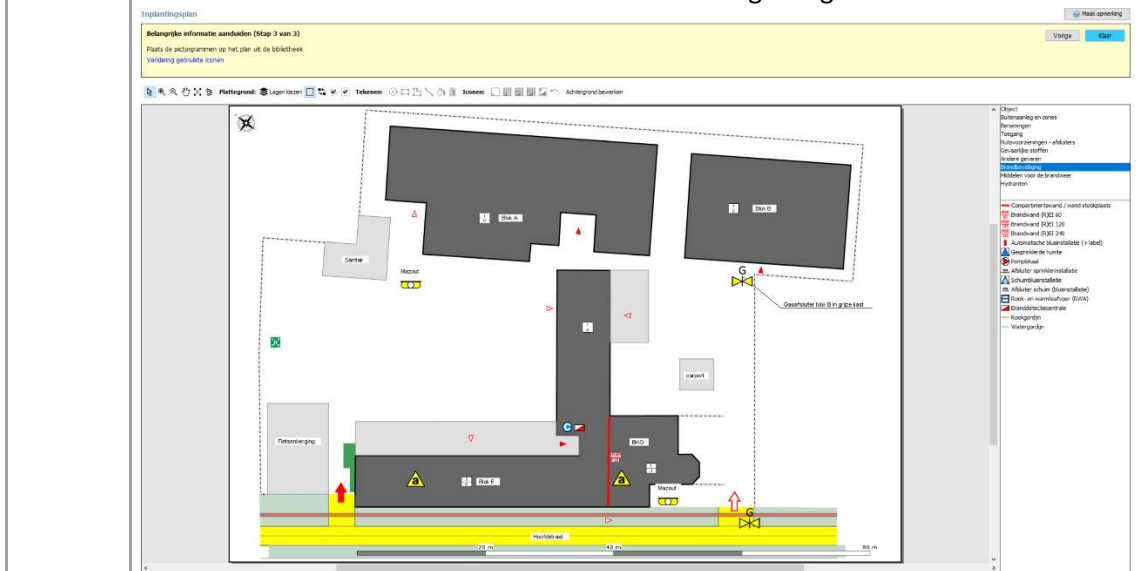 Inplantingsplan
Maak opmerking
Belangrijke informatie aanduiden (Stap 3 van 3)
Vorige
Klaar
Plaats de pictogrammen op het plan uit de bibliotheek
Verklaring gebruikte iconen
Plattegrond:
Lagen kiezen
Tekenen:
Iconen:
Achtergrond bewerken
Object
Buitenaanleg en zones
Benamingen
Toegang
Nutsvoorzieningen - afsluiters
Gevaarlijke stoffen
Andere gevaren
Brandbeveiliging
Middelen voor de brandweer
Hydranten
Compartimentswand / wand stookplaats
Brandwand (R)EI 60
Brandwand (R)EI 120
Brandwand (R)EI 240
Automatische blusinstallatie (+ label)
Gesprinklerde ruimte
Pomplokaal
Afsluiter sprinklerinstallatie
Schuimblusinstallatie
Afsluiter schuim (blusinstallatie)
Rook- en warmteafvoer (RWA)
Branddetectiecentrale
Rookgordijn
Watergordijn
Blok A
Blok B
Sanitair
Mazout
G
Gasafsluiter blok B in grijze kast
carport
Fietsenberging
C
BKO
a
Blok E
a
Mazout
G
Hoofdstraat
20 m
40 m
80 m